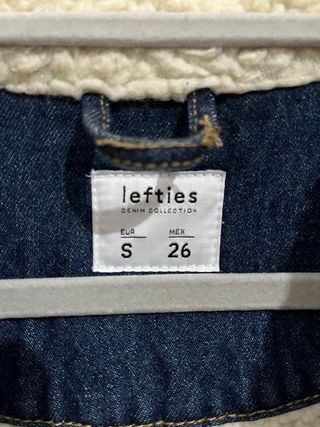 lefties
DENIM COLLECTION
EUR MEX
S 26